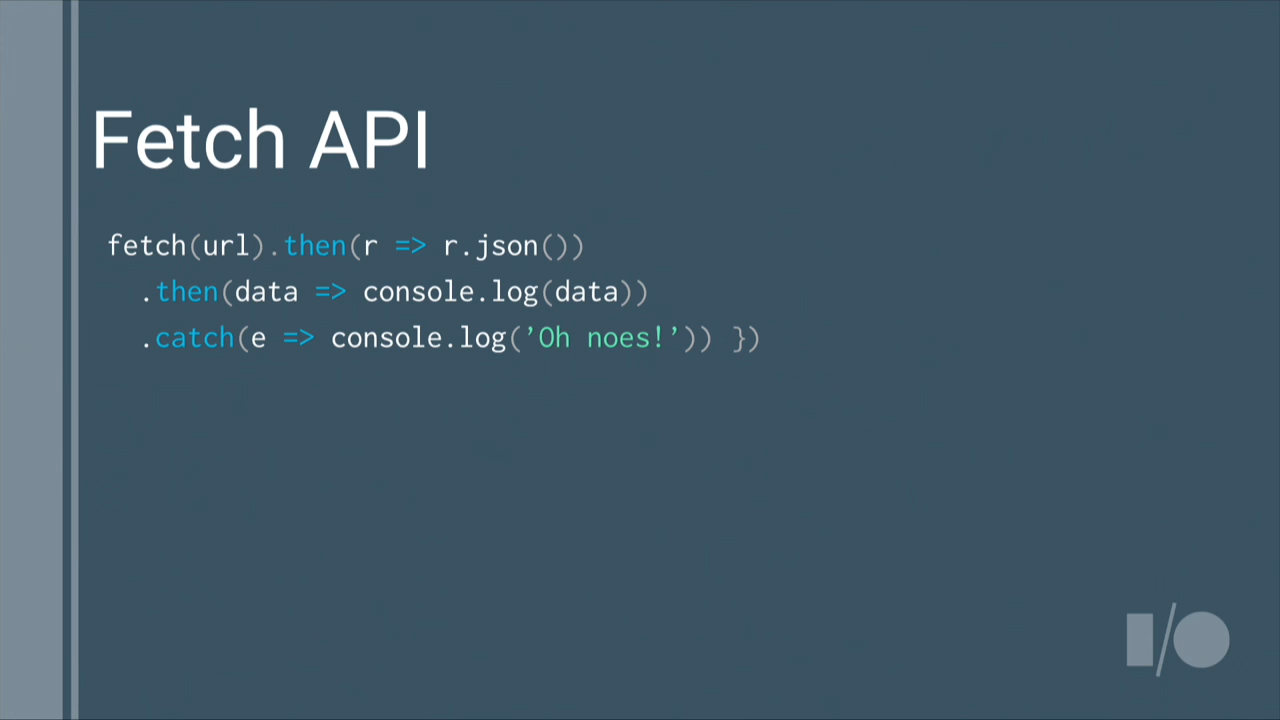 Fetch API
fetch(url).then(r => r.json())
.then(data => console.log(data))
.catch(e => console.log('Oh noes!')) })
I/O